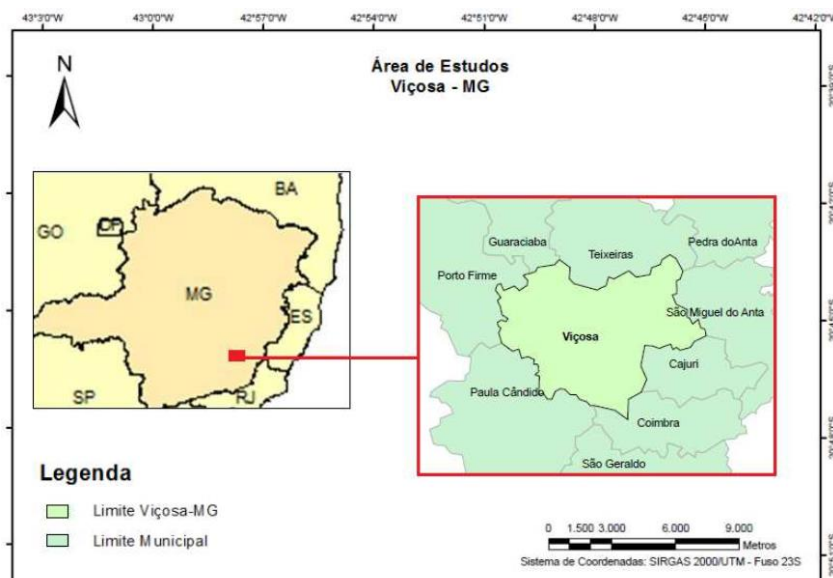 43°3'0"W
43°0'0"W
42°57'0"W
42°54'0"W
42°51'0"W
42°48'0"W
42°45'0"W
42°42'0"W
N
Área de Estudos
Viçosa - MG
BA
GO
DF
MG
ES
SP
RJ
Guaraciaba
Teixeiras
Pedra doAnta
Porto Firme
São Miguel do Anta
Viçosa
Cajuri
Paula Cândido
Coimbra
São Geraldo
Legenda
Limite Viçosa-MG
Limite Municipal
0 1.500 3.000 6.000 9.000
Metros
Sistema de Coordenadas: SIRGAS 2000/UTM - Fuso 23S